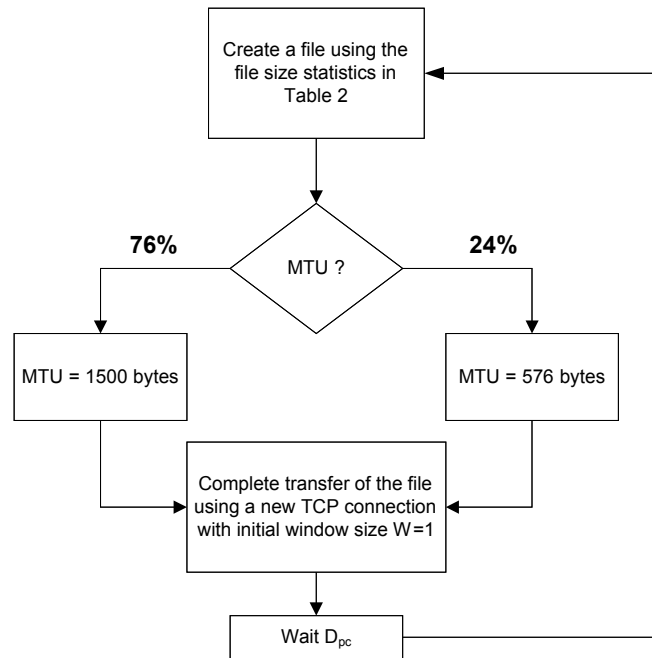 Create a file using the
file size statistics in
Table 2
76%
24%
MTU ?
MTU = 1500 bytes
MTU = 576 bytes
Complete transfer of the file
using a new TCP connection
with initial window size W=1
Wait Dpc